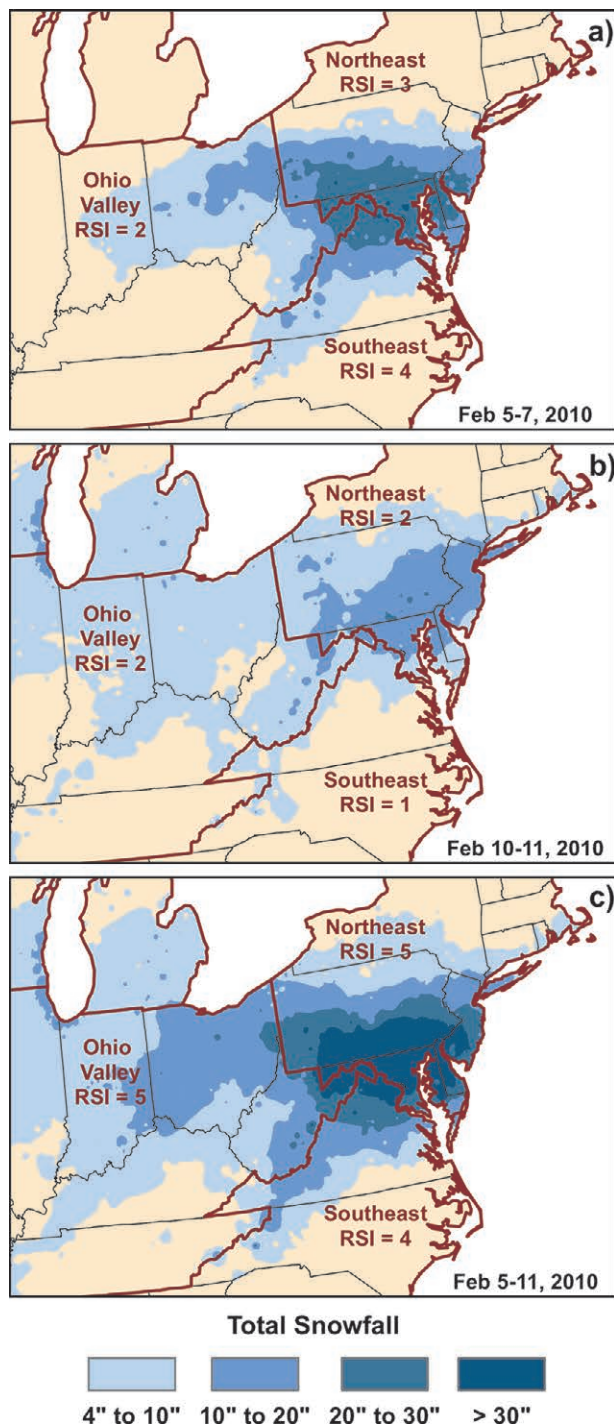 a)
Northeast
RSI = 3
Ohio
Valley
RSI = 2
Southeast
RSI = 4
Feb 5-7, 2010
b)
Northeast
RSI = 2
Ohio
Valley
RSI = 2
Southeast
RSI = 1
Feb 10-11, 2010
c)
Northeast
RSI = 5
Ohio
Valley
RSI = 5
Southeast
RSI = 4
Feb 5-11, 2010
Total Snowfall
4" to 10" 10" to 20" 20" to 30" > 30"